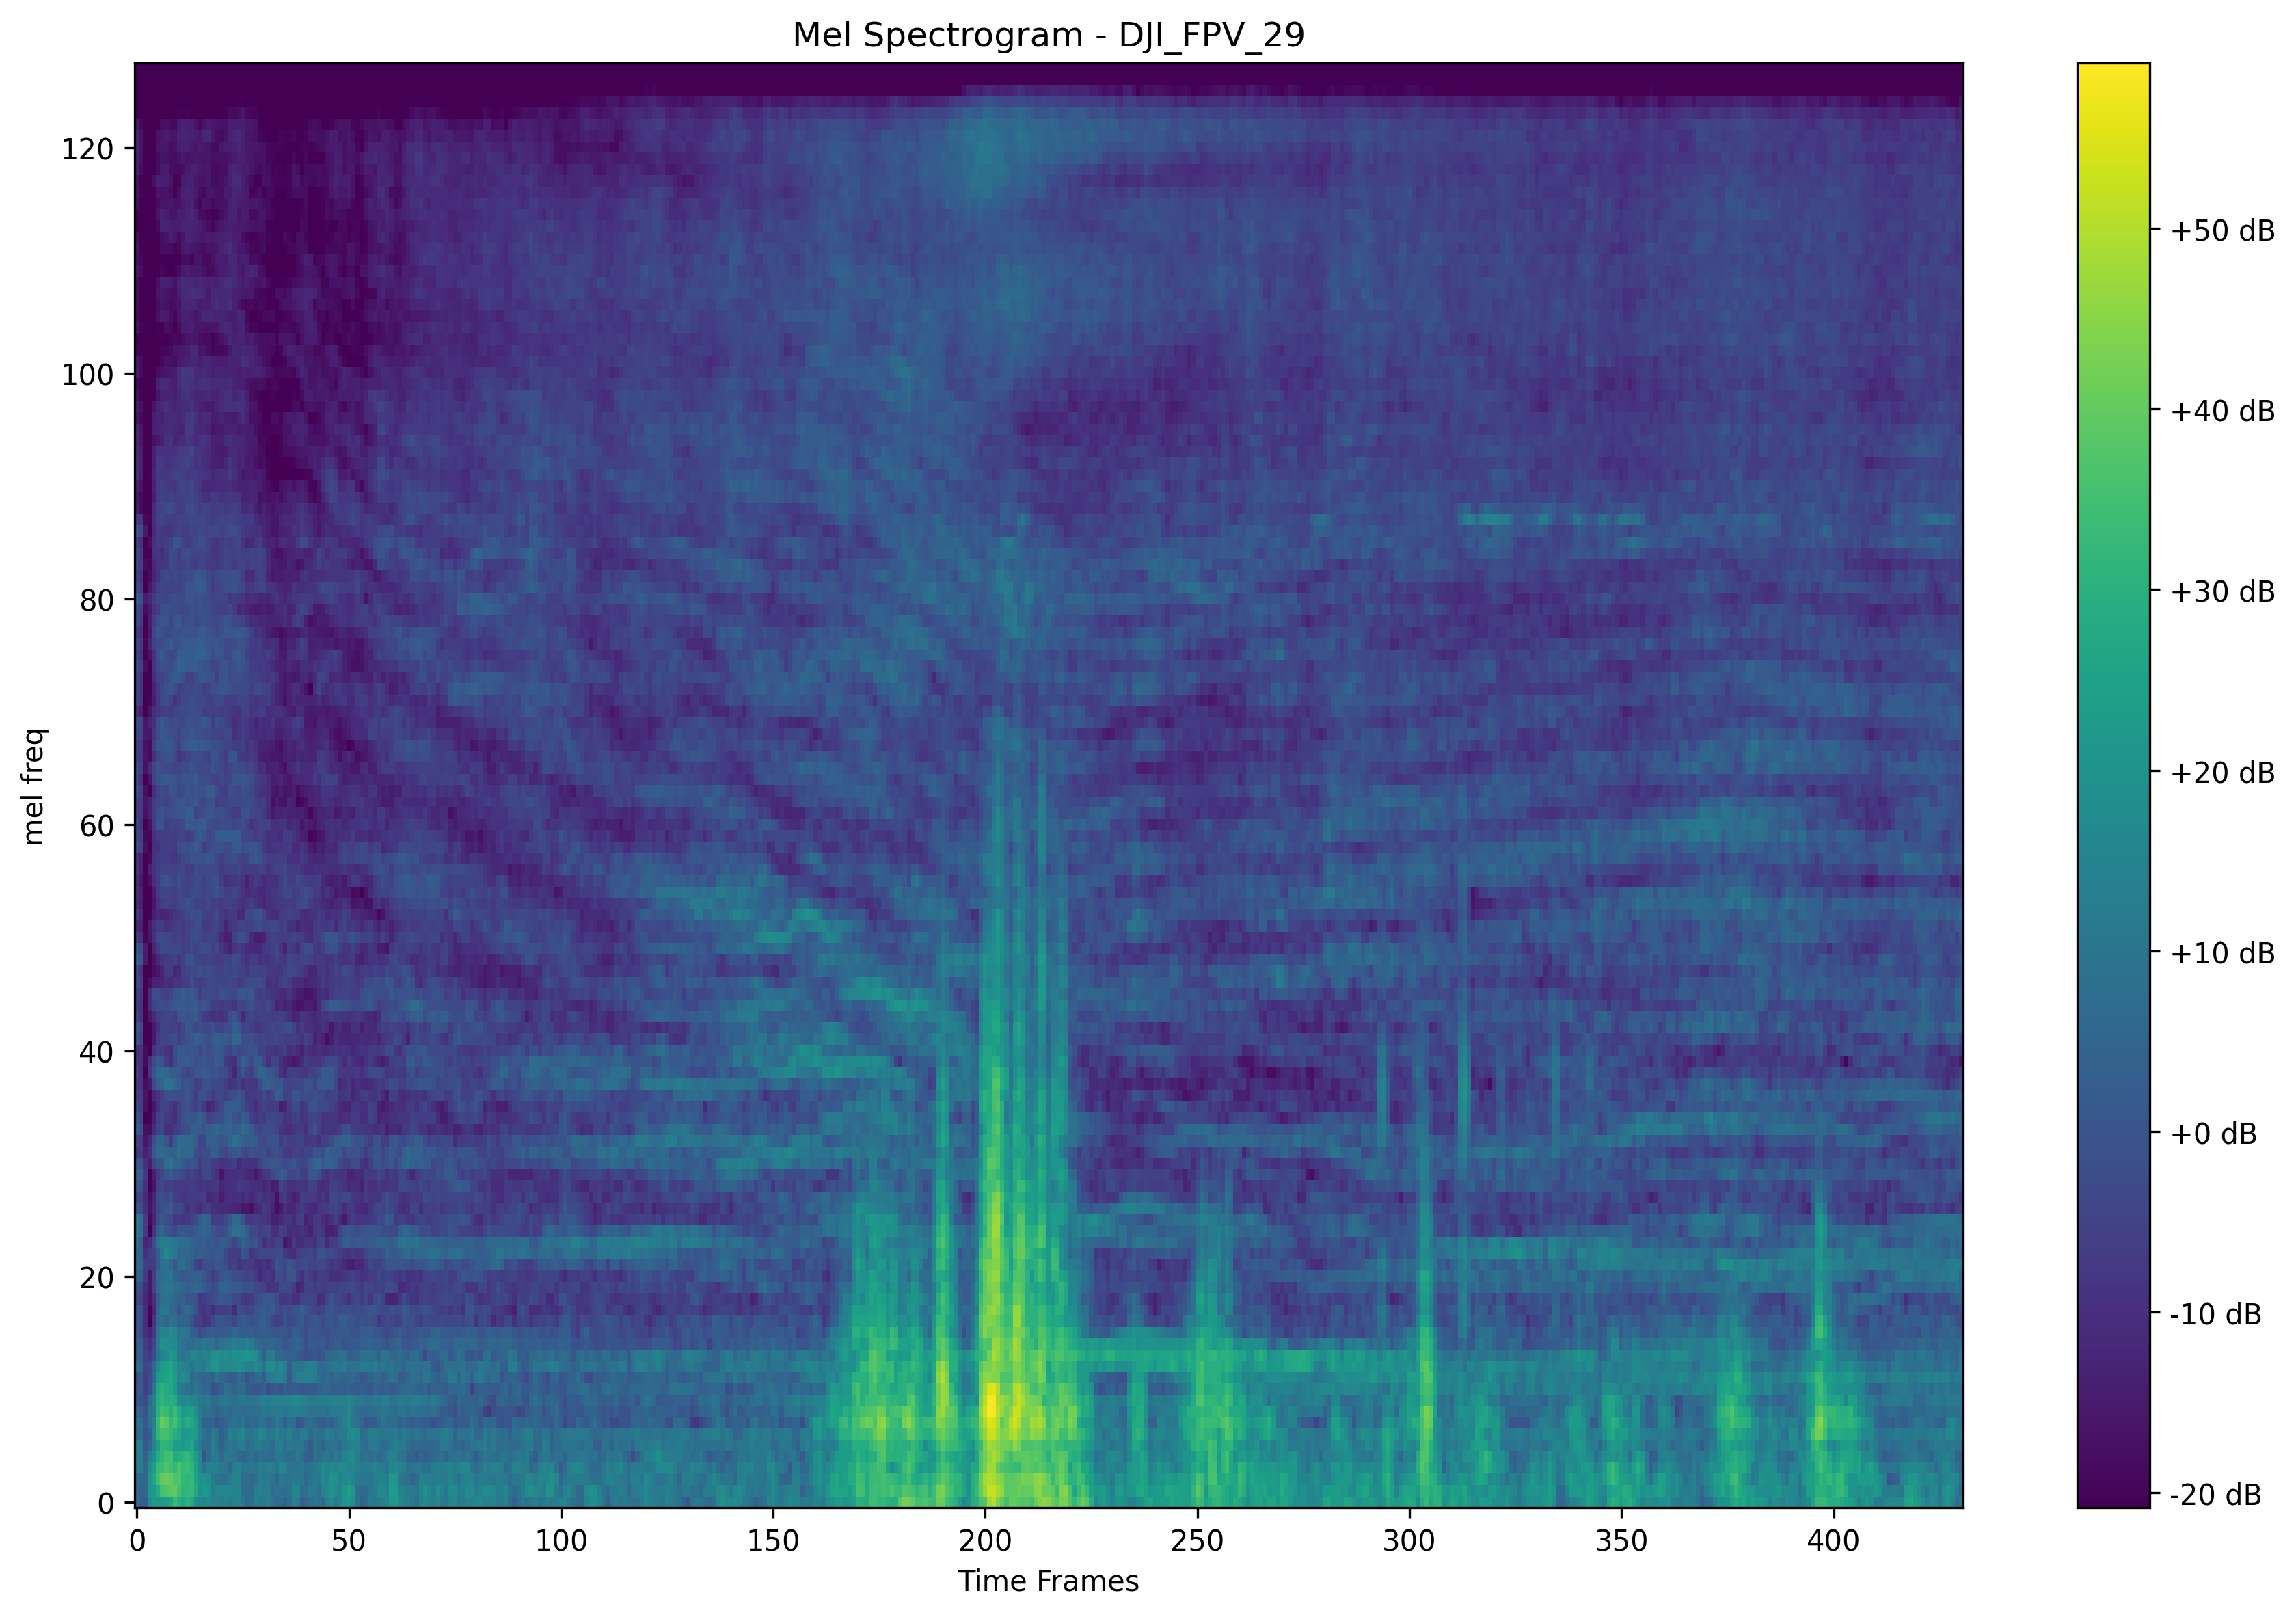 Mel Spectrogram - DJI_FPV_29
mel freq
120
100
80
60
40
20
0
0 50 100 150 200 250 300 350 400
Time Frames
+50 dB
+40 dB
+30 dB
+20 dB
+10 dB
+0 dB
-10 dB
-20 dB